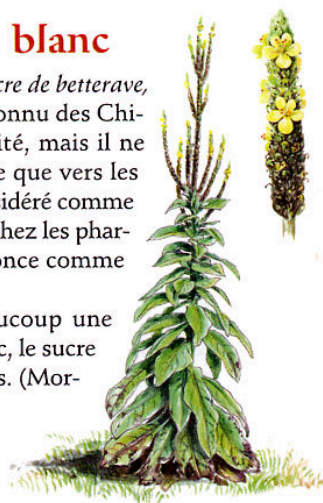 blanc
cre de betterave,
onnu des Chi-
ité, mais il ne
e que vers les
sidéré comme
hez les phar-
once comme
ucoup une
c, le sucre
s. (Mor-